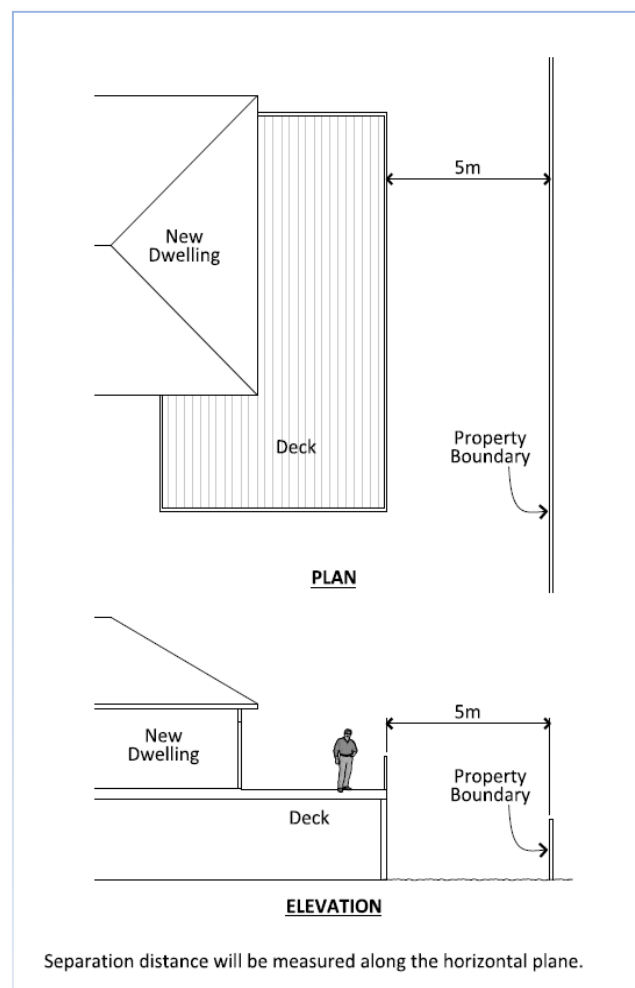 5m
New
Dwelling
Deck
Property
Boundary
PLAN
5m
New
Dwelling
Property
Boundary
Deck
ELEVATION
Separation distance will be measured along the horizontal plane.